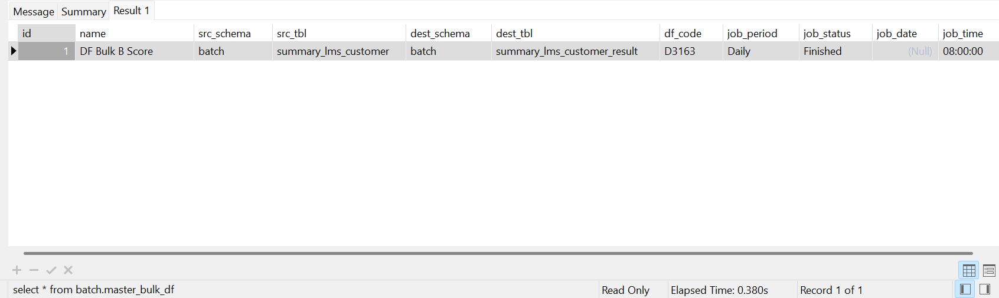 Message Summary Result 1
id name src_schema src_tbl dest_schema dest_tbl df_code job_period job_status job_date job_time
1 DF Bulk B Score batch summary_lms_customer batch summary_lms_customer_result D3163 Daily Finished (Null) 08:00:00
select * from batch.master_bulk_df Read Only Elapsed Time: 0.380s Record 1 of 1